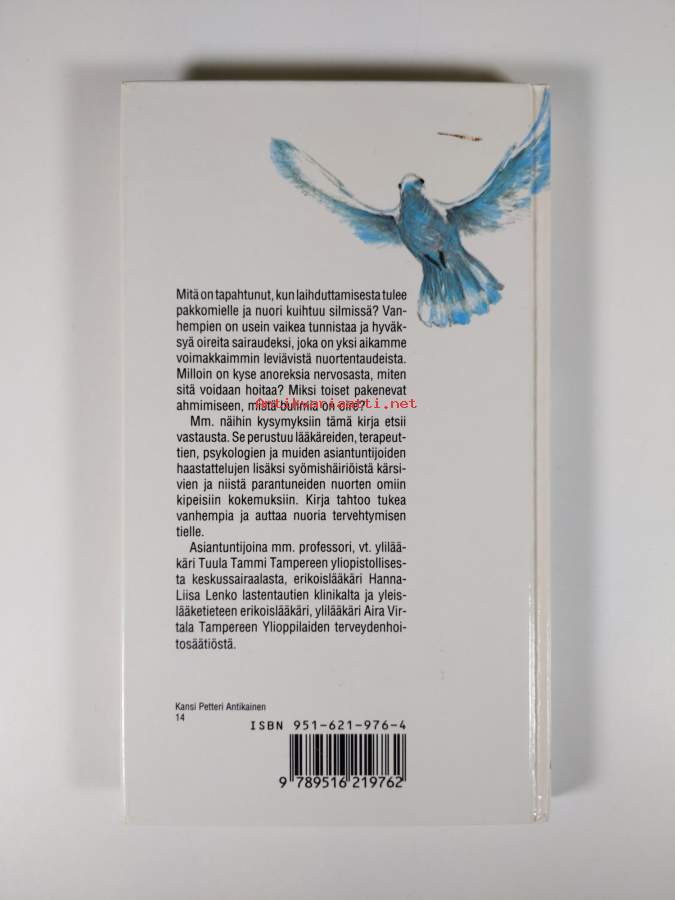 Mitä on tapahtunut, kun laihduttamisesta tulee
pakkomielle ja nuori kuihtuu silmissä? Van-
hempien on usein vaikea tunnistaa ja hyväk-
syä oireita sairaudeksi, joka on yksi aikamme
voimakkaimmin leviävistä nuortentaudeista.
Milloin on kyse anoreksia nervosasta, miten
sitä voidaan hoitaa? Miksi toiset pakenevat
ahmimiseen, mistä bulimia on oire?
Antikvariaatti.net
Mm. näihin kysymyksiin tämä kirja etsii
vastausta. Se perustuu lääkäreiden, terapeut-
tien, psykologien ja muiden asiantuntijoiden
haastattelujen lisäksi syömishäiriöistä kärsi-
vien ja niistä parantuneiden nuorten omiin
kipeisiin kokemuksiin. Kirja tahtoo tukea
vanhempia ja auttaa nuoria tervehtymisen
tielle.
Asiantuntijoina mm. professori, vt. ylilää-
käri Tuula Tammi Tampereen yliopistollises-
ta keskussairaalasta, erikoislääkäri Hanna-
Liisa Lenko lastentautien klinikalta ja yleis-
lääketieteen erikoislääkäri, ylilääkäri Aira Vir-
tala Tampereen Ylioppilaiden terveydenhoi-
tosäätiöstä.
Kansi Petteri Antikainen
14
ISBN 951-621-976-4
9 789516 219762